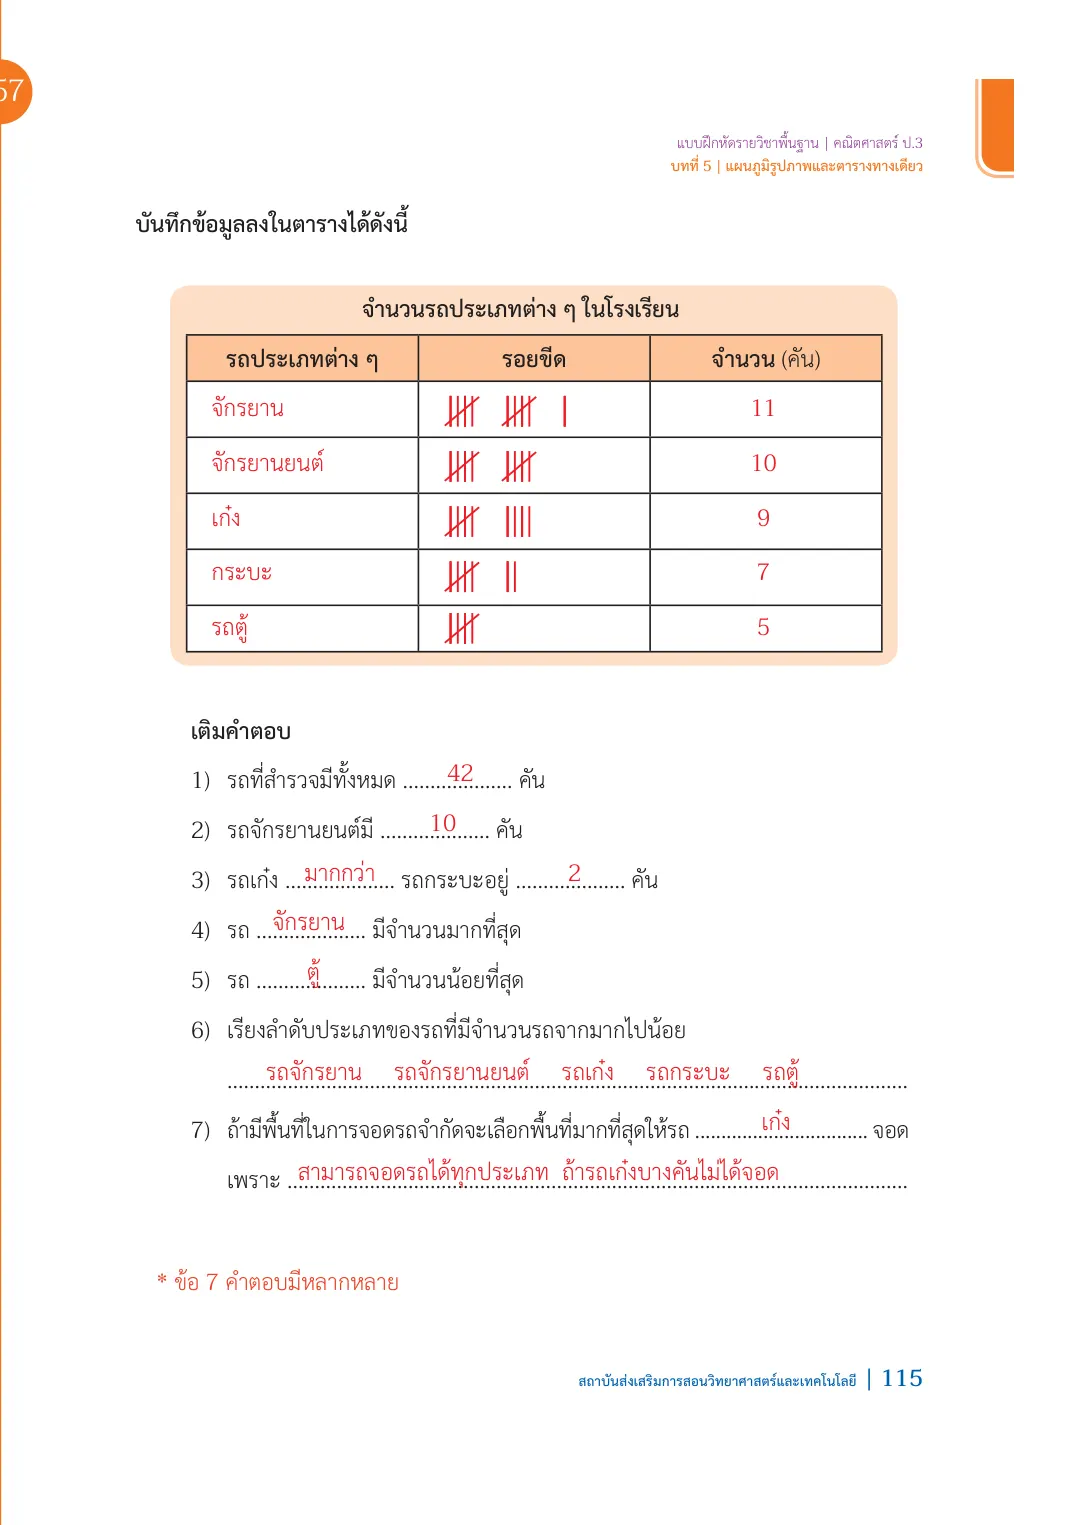 57
แบบฝึกหัดรายวิชาพื้นฐาน | คณิตศาสตร์ ป.3
บทที่ 5 | แผนภูมิรูปภาพและตารางทางเดียว
บันทึกข้อมูลลงในตารางได้ดังนี้
จำนวนรถประเภทต่าง ๆ ในโรงเรียน
รถประเภทต่าง ๆ รอยขีด จำนวน (คัน)
จักรยาน 11
จักรยานยนต์ 10
เก๋ง 9
กระบะ 7
รถตู้ 5
เติมคำตอบ
1) รถที่สำรวจมีทั้งหมด ....................42 คัน
2) รถจักรยานยนต์มี ....................10 คัน
3) รถเก๋ง ....................มากกว่า รถกระบะอยู่ ....................2 คัน
4) รถ ....................จักรยาน มีจำนวนมากที่สุด
5) รถ ....................ตู้ มีจำนวนน้อยที่สุด
6) เรียงลำดับประเภทของรถที่มีจำนวนรถจากมากไปน้อย
รถจักรยาน รถจักรยานยนต์ รถเก๋ง รถกระบะ รถตู้
7) ถ้ามีพื้นที่ในการจอดรถจำกัดจะเลือกพื้นที่มากที่สุดให้รถ ....................เก๋ง จอด
เพราะ ....................สามารถจอดรถได้ทุกประเภท ถ้ารถเก๋งบางคันไม่ได้จอด
* ข้อ 7 คำตอบมีหลากหลาย
สถาบันส่งเสริมการสอนวิทยาศาสตร์และเทคโนโลยี | 115